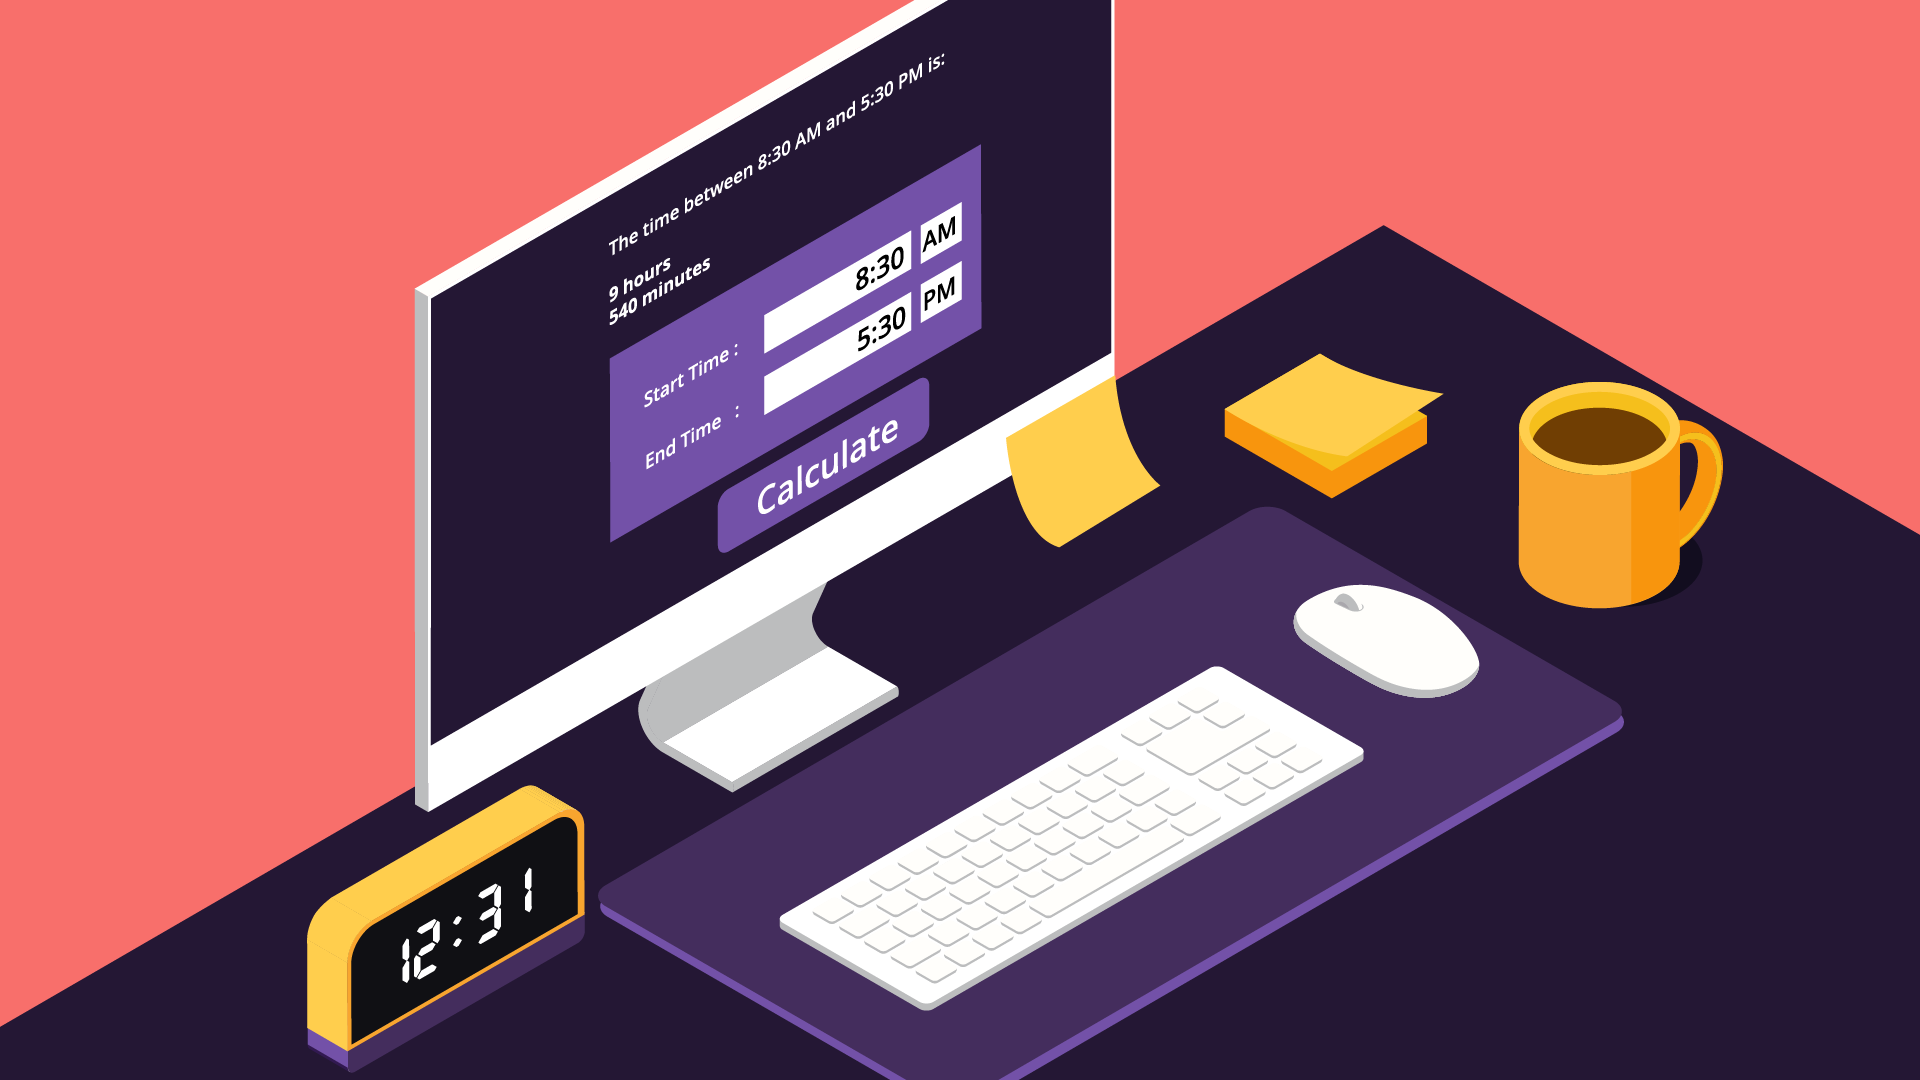 The time between 8:30 AM and 5:30 PM is:
9 hours
540 minutes
Start Time : 8:30 AM
End Time : 5:30 PM
Calculate
12:31